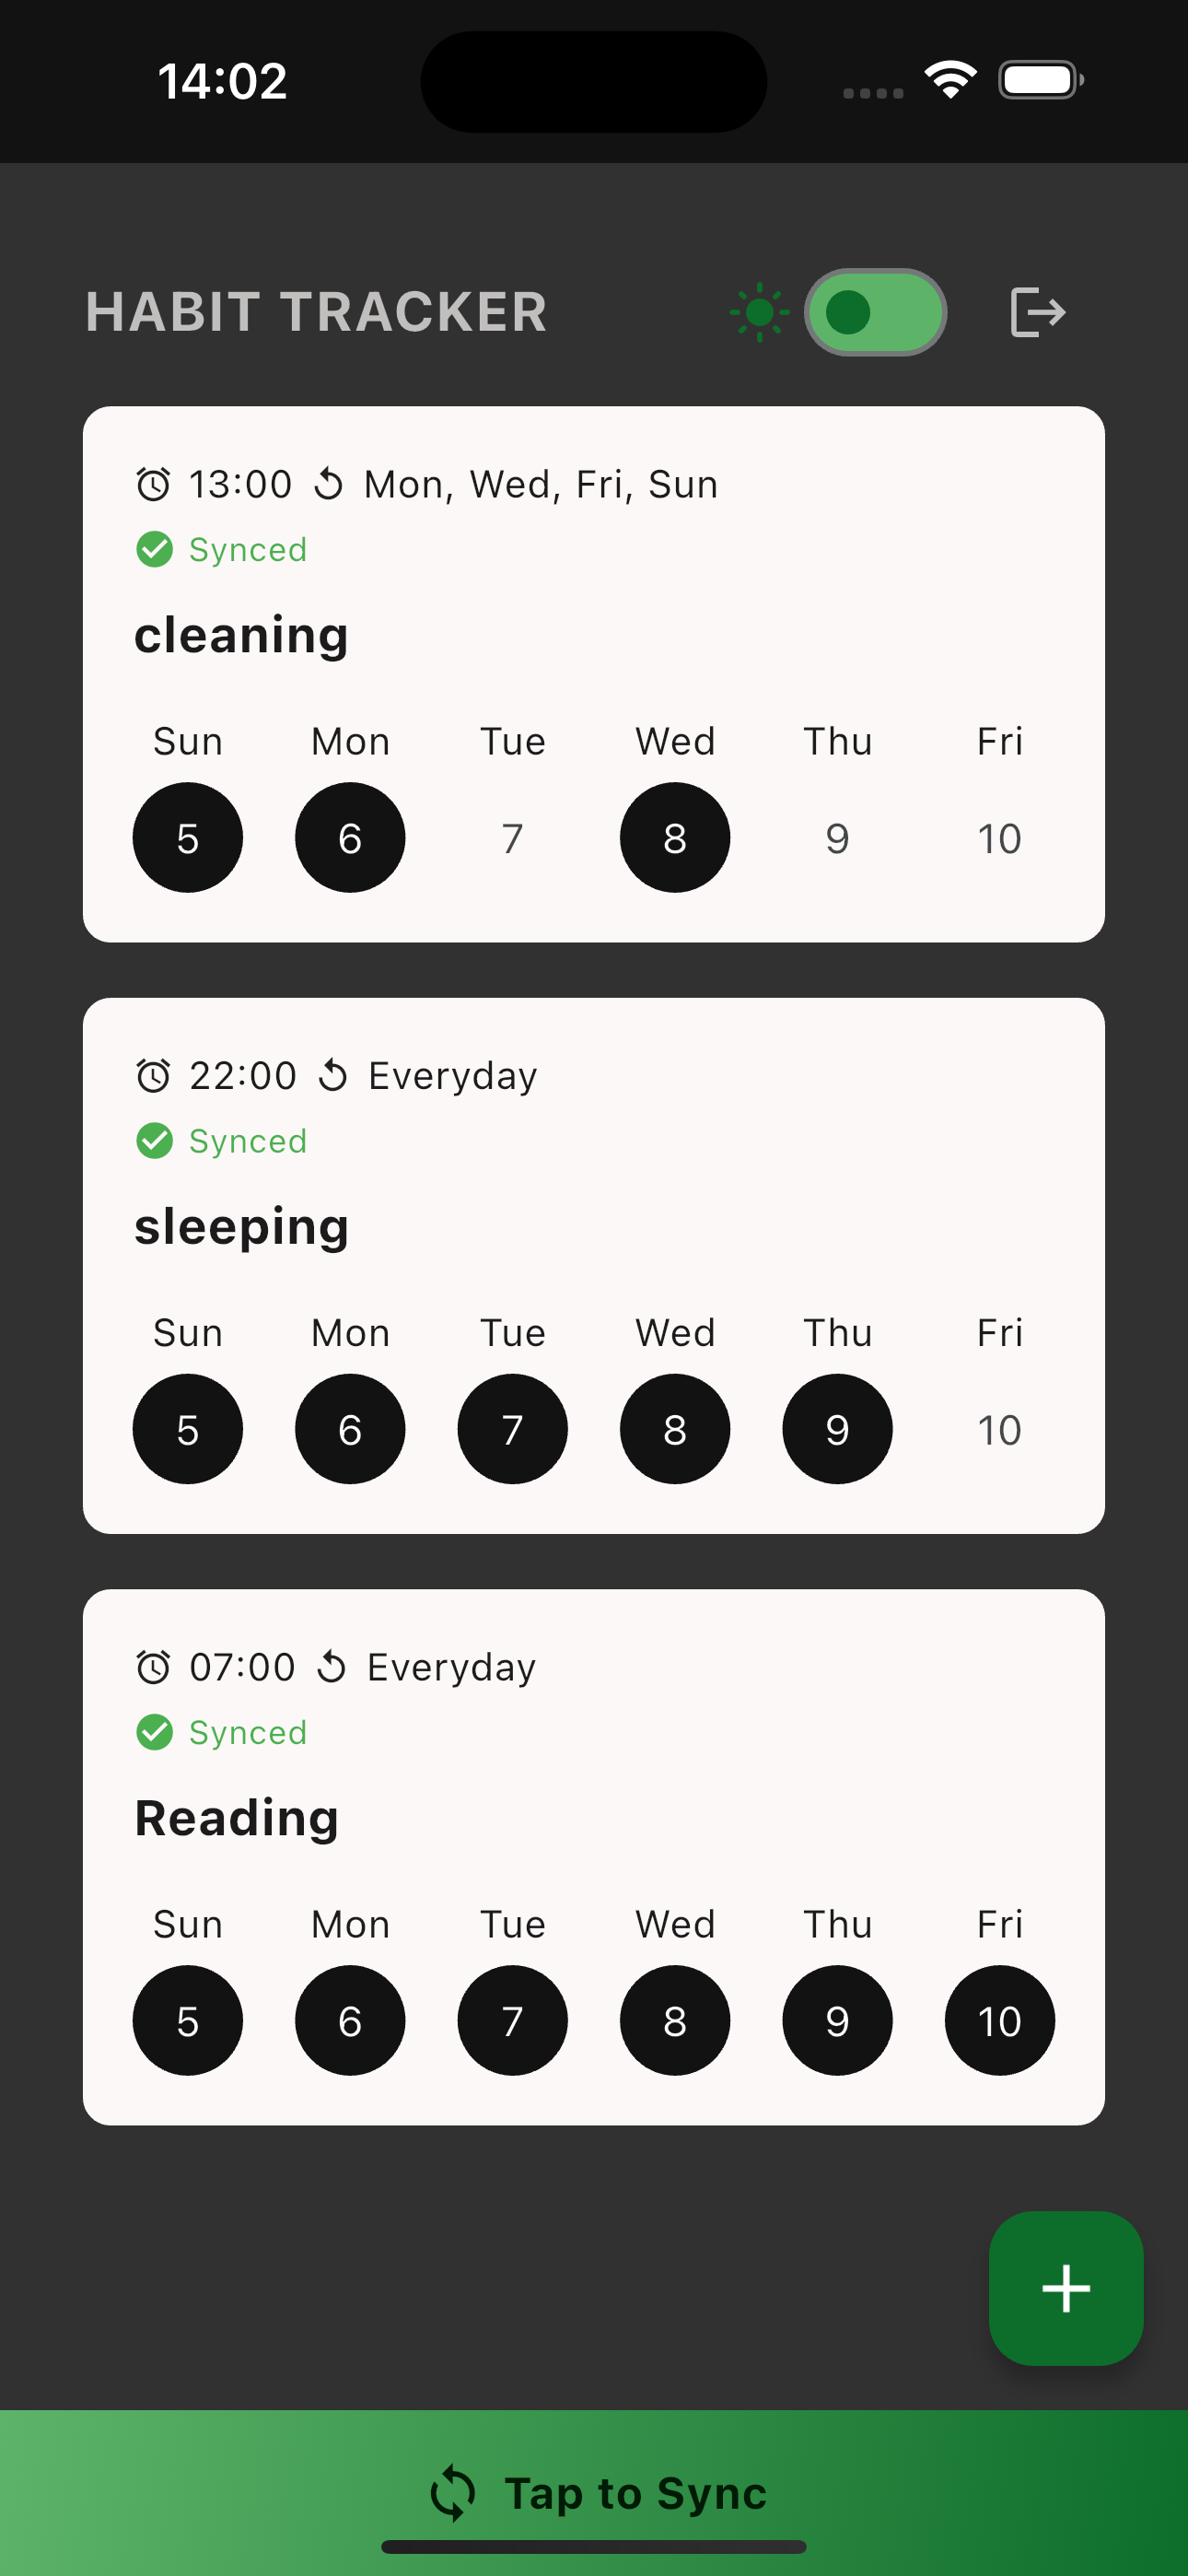 14:02
HABIT TRACKER
13:00 Mon, Wed, Fri, Sun
Synced
cleaning
Sun Mon Tue Wed Thu Fri
5 6 7 8 9 10
22:00 Everyday
Synced
sleeping
Sun Mon Tue Wed Thu Fri
5 6 7 8 9 10
07:00 Everyday
Synced
Reading
Sun Mon Tue Wed Thu Fri
5 6 7 8 9 10
Tap to Sync